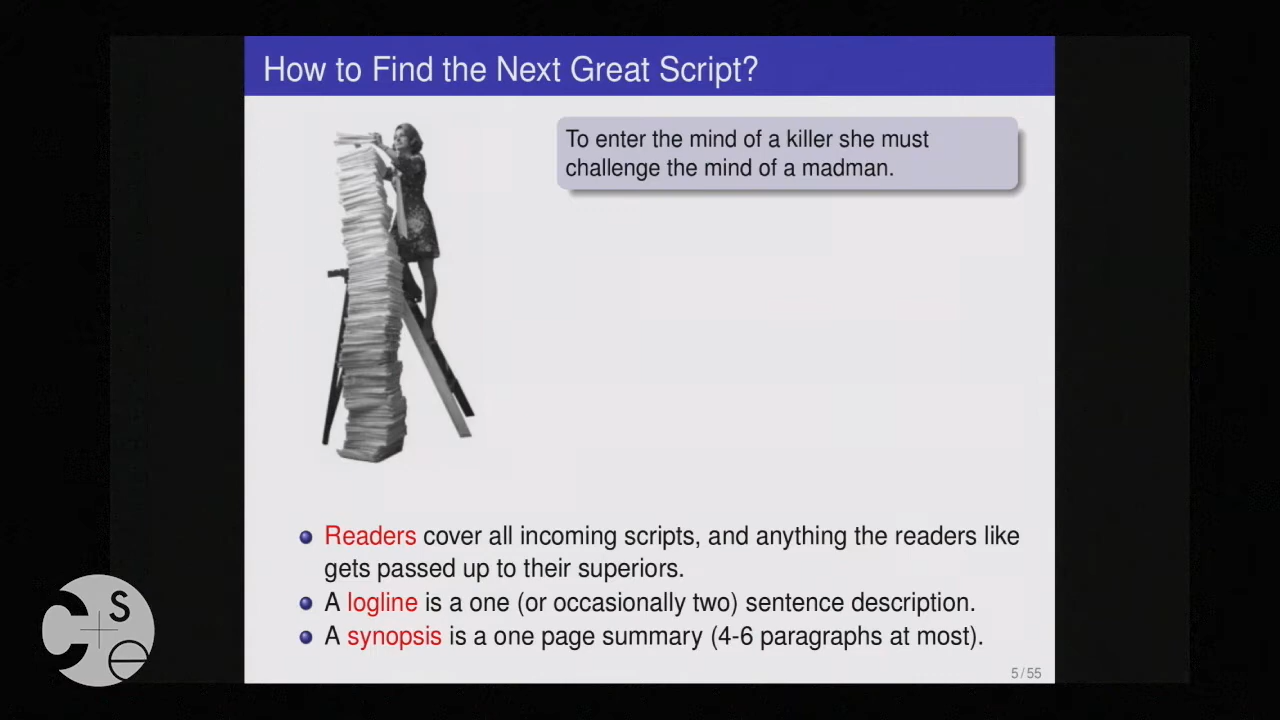 How to Find the Next Great Script?
To enter the mind of a killer she must
challenge the mind of a madman.
Readers cover all incoming scripts, and anything the readers like
gets passed up to their superiors.
A logline is a one (or occasionally two) sentence description.
A synopsis is a one page summary (4-6 paragraphs at most).
5 / 55
C S e